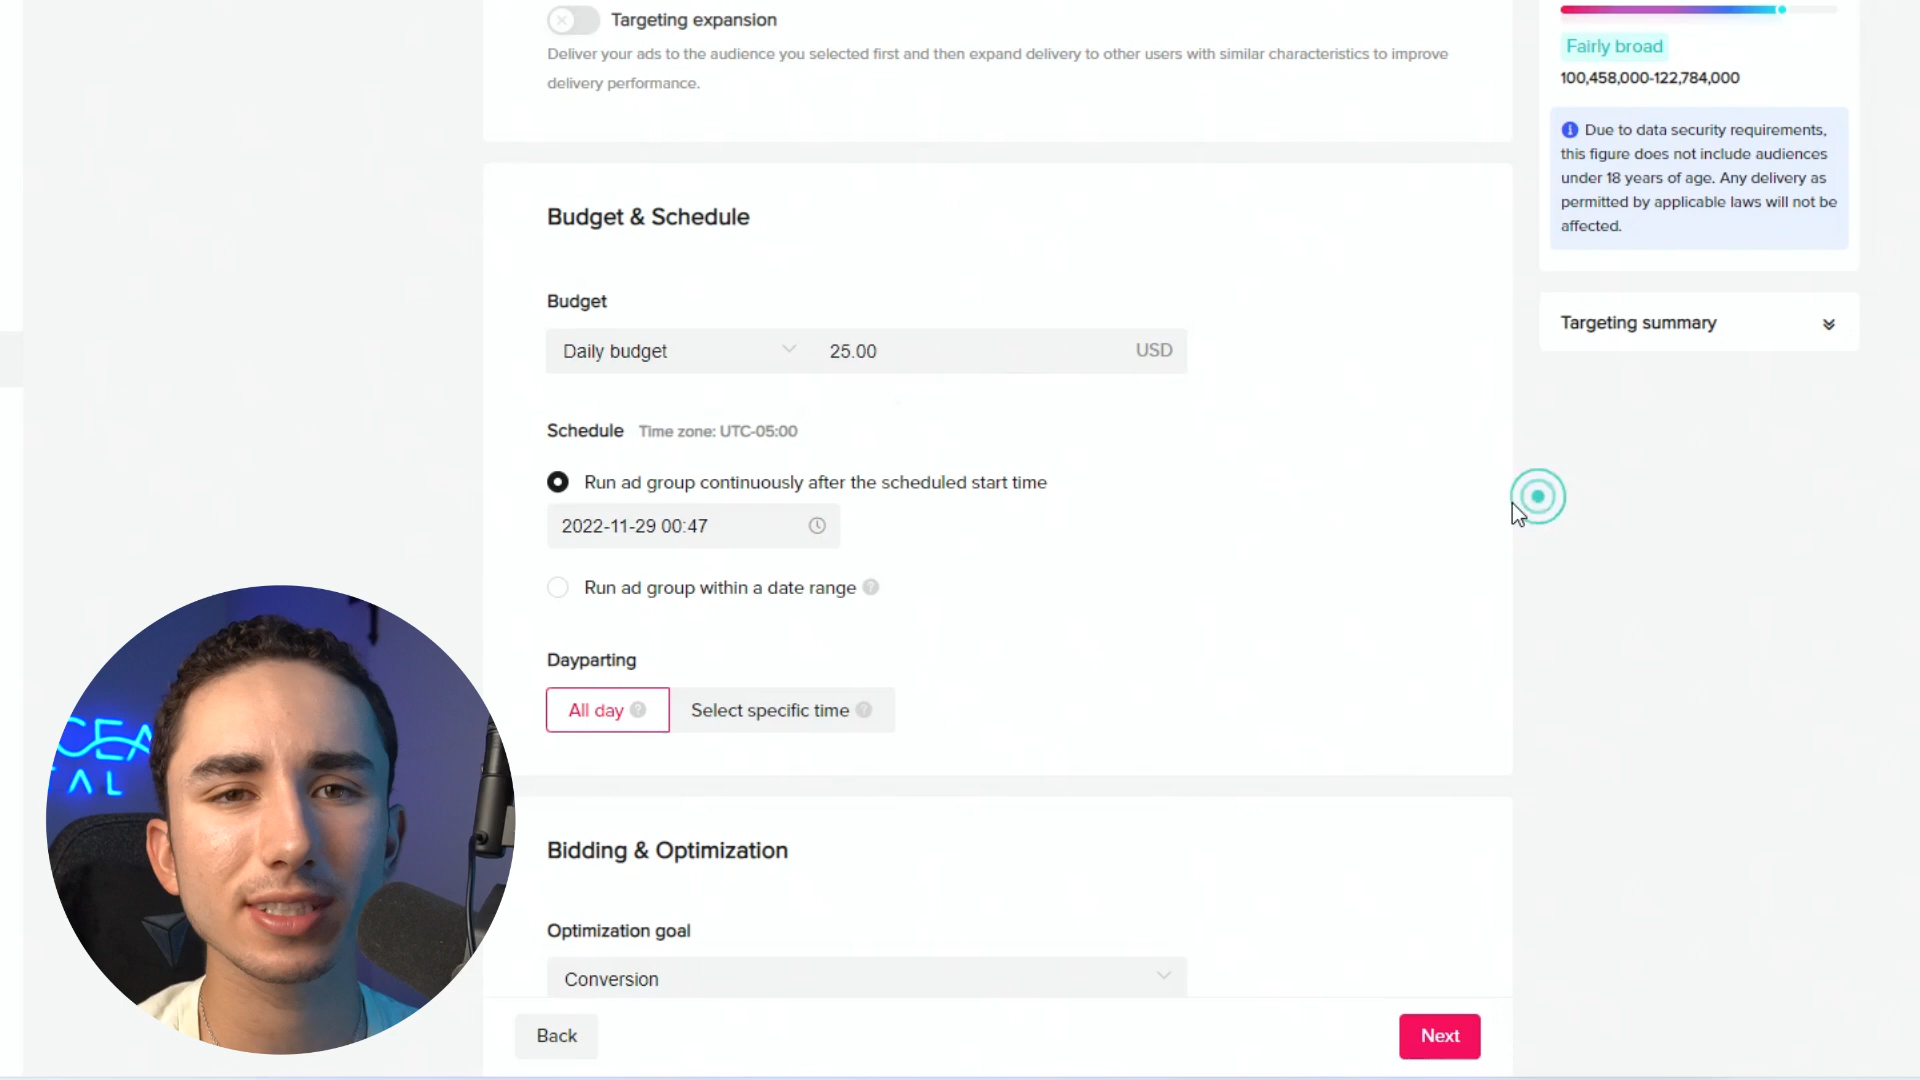 Targeting expansion
Deliver your ads to the audience you selected first and then expand delivery to other users with similar characteristics to improve
delivery performance.
Fairly broad
100,458,000-122,784,000
Due to data security requirements,
this figure does not include audiences
under 18 years of age. Any delivery as
permitted by applicable laws will not be
affected.
Targeting summary
Budget & Schedule
Budget
Daily budget 25.00 USD
Schedule Time zone: UTC-05:00
Run ad group continuously after the scheduled start time
2022-11-29 00:47
Run ad group within a date range
Dayparting
All day Select specific time
Bidding & Optimization
Optimization goal
Conversion
Back Next
CEA
AL